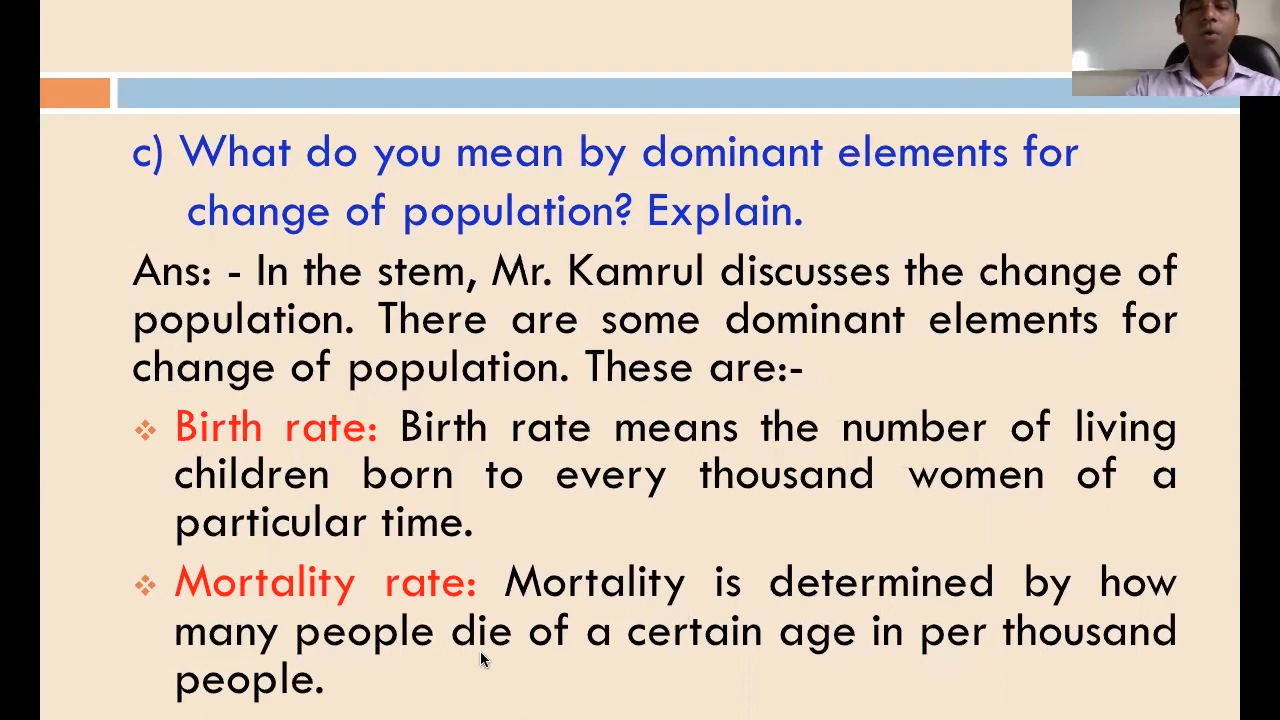 c) What do you mean by dominant elements for
change of population? Explain.
Ans: - In the stem, Mr. Kamrul discusses the change of
population. There are some dominant elements for
change of population. These are:-
❖ Birth rate: Birth rate means the number of living
children born to every thousand women of a
particular time.
❖ Mortality rate: Mortality is determined by how
many people die of a certain age in per thousand
people.